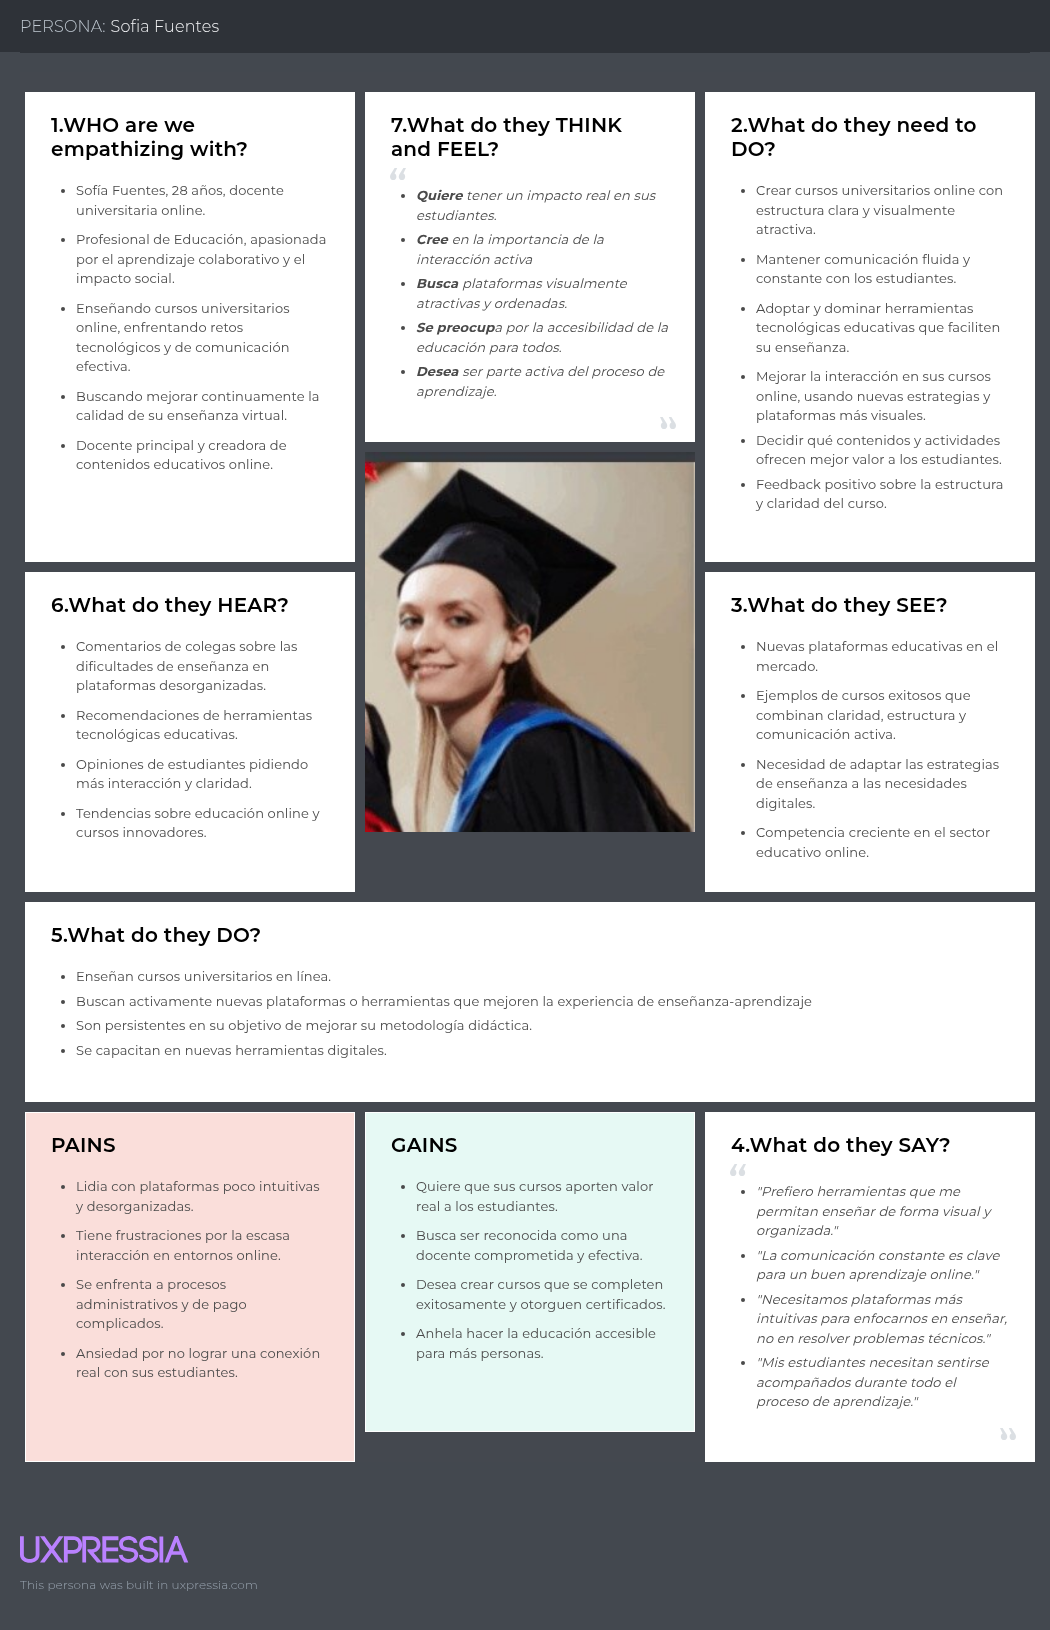 PERSONA: Sofia Fuentes
1.WHO are we
empathizing with?
• Sofía Fuentes, 28 años, docente
universitaria online.
• Profesional de Educación, apasionada
por el aprendizaje colaborativo y el
impacto social.
• Enseñando cursos universitarios
online, enfrentando retos
tecnológicos y de comunicación
efectiva.
• Buscando mejorar continuamente la
calidad de su enseñanza virtual.
• Docente principal y creadora de
contenidos educativos online.
7.What do they THINK
and FEEL?
“
• Quiere tener un impacto real en sus
estudiantes.
• Cree en la importancia de la
interacción activa
• Busca plataformas visualmente
atractivas y ordenadas.
• Se preocupa por la accesibilidad de la
educación para todos.
• Desea ser parte activa del proceso de
aprendizaje.
”
2.What do they need to
DO?
• Crear cursos universitarios online con
estructura clara y visualmente
atractiva.
• Mantener comunicación fluida y
constante con los estudiantes.
• Adoptar y dominar herramientas
tecnológicas educativas que faciliten
su enseñanza.
• Mejorar la interacción en sus cursos
online, usando nuevas estrategias y
plataformas más visuales.
• Decidir qué contenidos y actividades
ofrecen mejor valor a los estudiantes.
• Feedback positivo sobre la estructura
y claridad del curso.
6.What do they HEAR?
• Comentarios de colegas sobre las
dificultades de enseñanza en
plataformas desorganizadas.
• Recomendaciones de herramientas
tecnológicas educativas.
• Opiniones de estudiantes pidiendo
más interacción y claridad.
• Tendencias sobre educación online y
cursos innovadores.
3.What do they SEE?
• Nuevas plataformas educativas en el
mercado.
• Ejemplos de cursos exitosos que
combinan claridad, estructura y
comunicación activa.
• Necesidad de adaptar las estrategias
de enseñanza a las necesidades
digitales.
• Competencia creciente en el sector
educativo online.
5.What do they DO?
• Enseñan cursos universitarios en línea.
• Buscan activamente nuevas plataformas o herramientas que mejoren la experiencia de enseñanza-aprendizaje
• Son persistentes en su objetivo de mejorar su metodología didáctica.
• Se capacitan en nuevas herramientas digitales.
PAINS
• Lidia con plataformas poco intuitivas
y desorganizadas.
• Tiene frustraciones por la escasa
interacción en entornos online.
• Se enfrenta a procesos
administrativos y de pago
complicados.
• Ansiedad por no lograr una conexión
real con sus estudiantes.
GAINS
• Quiere que sus cursos aporten valor
real a los estudiantes.
• Busca ser reconocida como una
docente comprometida y efectiva.
• Desea crear cursos que se completen
exitosamente y otorguen certificados.
• Anhela hacer la educación accesible
para más personas.
4.What do they SAY?
“
• "Prefiero herramientas que me
permitan enseñar de forma visual y
organizada."
• "La comunicación constante es clave
para un buen aprendizaje online."
• "Necesitamos plataformas más
intuitivas para enfocarnos en enseñar,
no en resolver problemas técnicos."
• "Mis estudiantes necesitan sentirse
acompañados durante todo el
proceso de aprendizaje."
”
UXPRESSIA
This persona was built in uxpressia.com